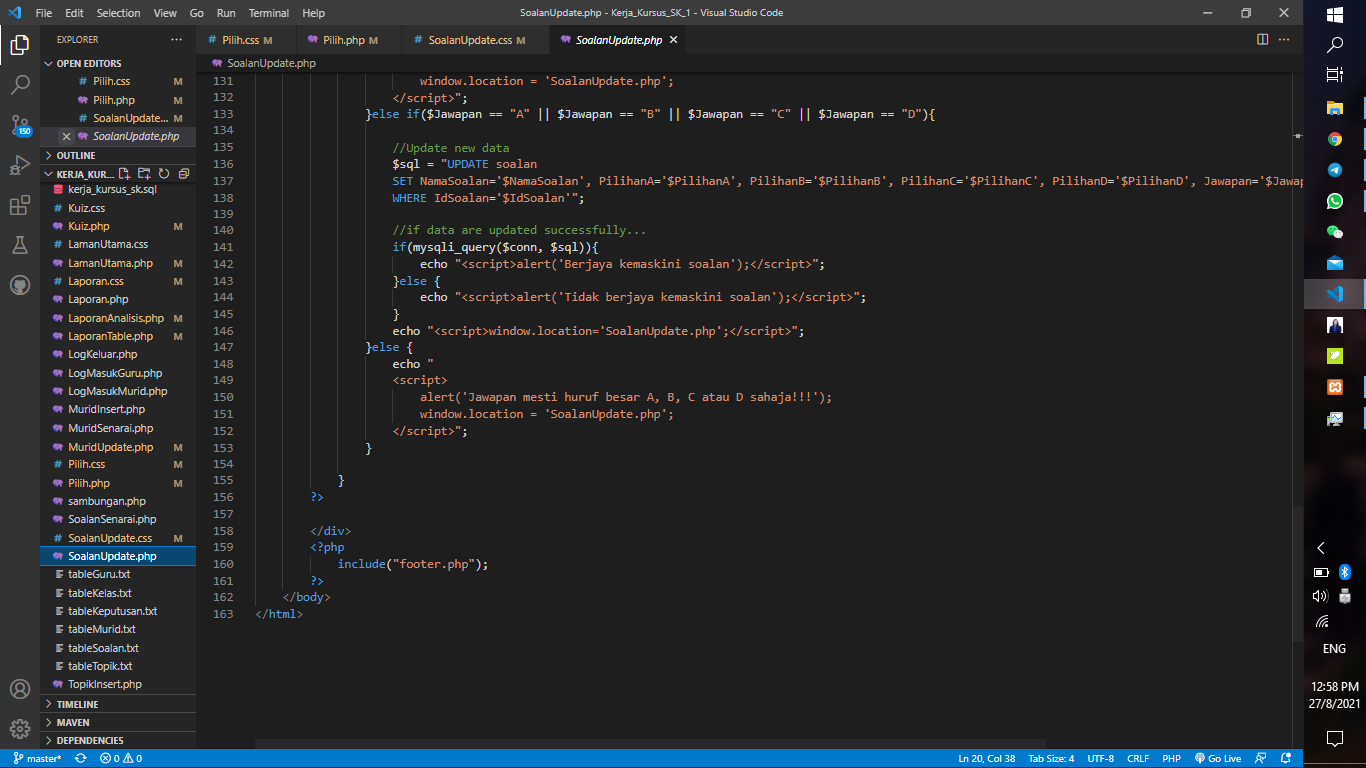 File Edit Selection View Go Run Terminal Help
SoalanUpdate.php - Kerja_Kursus_SK_1 - Visual Studio Code
EXPLORER
Pilih.css M
Pilih.php M
SoalanUpdate.css M
SoalanUpdate.php
OPEN EDITORS
Pilih.css M
Pilih.php M
SoalanUpdate... M
SoalanUpdate.php
OUTLINE
KERJA_KUR...
kerja_kursus_sk.sql
Kuiz.css
Kuiz.php M
LamanUtama.css
LamanUtama.php M
Laporan.css M
Laporan.php
LaporanAnalisis.php M
LaporanTable.php M
LogKeluar.php
LogMasukGuru.php
LogMasukMurid.php
MuridInsert.php
MuridSenarai.php
MuridUpdate.php M
Pilih.css M
Pilih.php M
sambungan.php
SoalanSenarai.php
SoalanUpdate.css M
SoalanUpdate.php
tableGuru.txt
tableKelas.txt
tableKeputusan.txt
tableMurid.txt
tableSoalan.txt
tableTopik.txt
TopikInsert.php
TIMELINE
MAVEN
DEPENDENCIES
150
SoalanUpdate.php
131 window.location = 'SoalanUpdate.php';
132 </script>";
133 }else if($Jawapan == "A" || $Jawapan == "B" || $Jawapan == "C" || $Jawapan == "D"){
134
135 //Update new data
136 $sql = "UPDATE soalan
137 SET NamaSoalan='$NamaSoalan', PilihanA='$PilihanA', PilihanB='$PilihanB', PilihanC='$PilihanC', PilihanD='$PilihanD', Jawapan='$Jawap
138 WHERE IdSoalan='$IdSoalan'";
139
140 //if data are updated successfully...
141 if(mysqli_query($conn, $sql)){
142 echo "<script>alert('Berjaya kemaskini soalan');</script>";
143 }else {
144 echo "<script>alert('Tidak berjaya kemaskini soalan');</script>";
145 }
146 echo "<script>window.location='SoalanUpdate.php';</script>";
147 }else {
148 echo "
149 <script>
150 alert('Jawapan mesti huruf besar A, B, C atau D sahaja!!!');
151 window.location = 'SoalanUpdate.php';
152 </script>";
153 }
154
155 }
156 ?>
157
158 </div>
159 <?php
160 include("footer.php");
161 ?>
162 </body>
163 </html>
ENG
12:58 PM
27/8/2021
master* 0 0 Ln 20, Col 38 Tab Size: 4 UTF-8 CRLF PHP Go Live